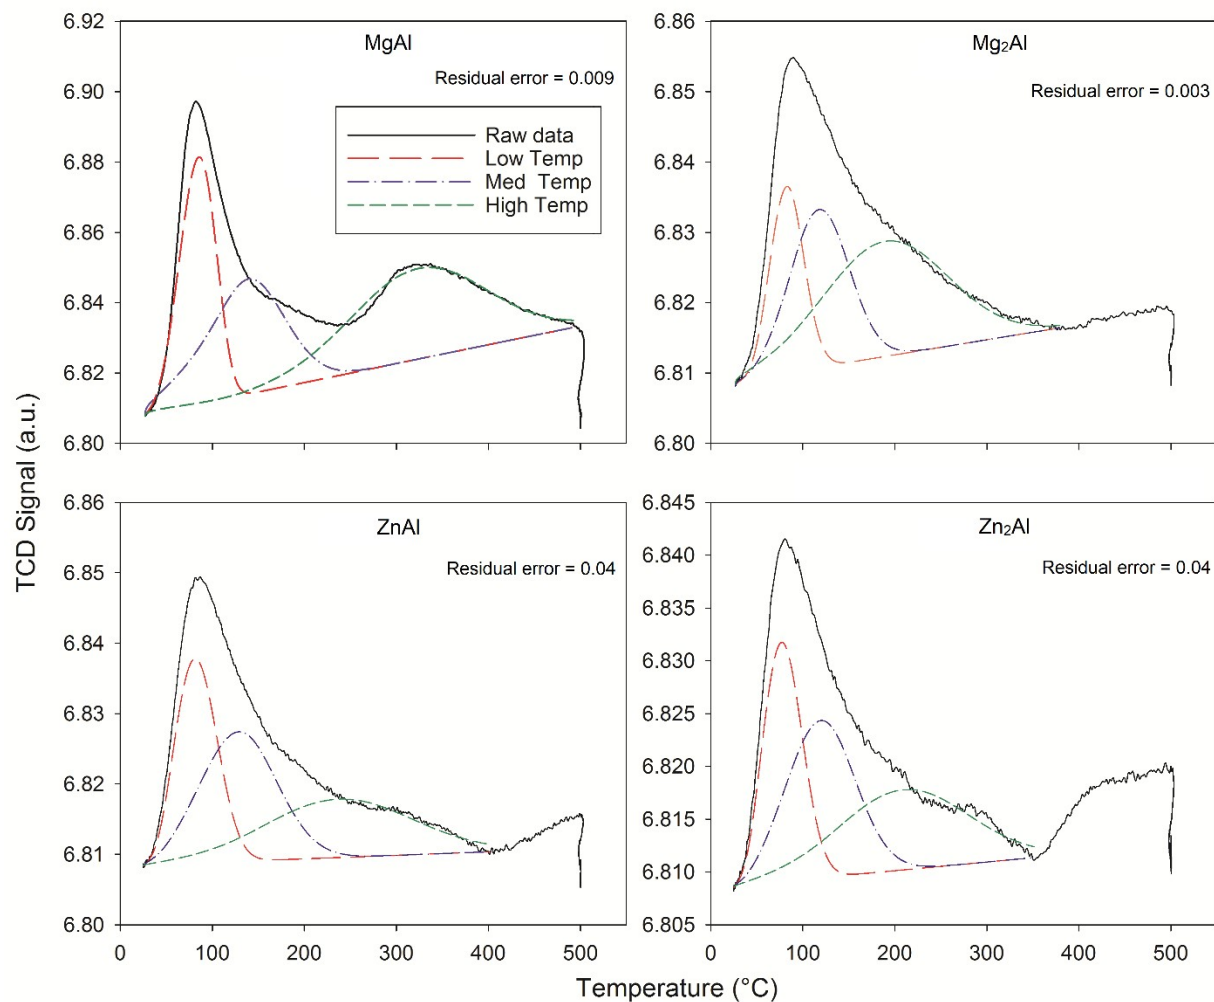 TCD Signal (a.u.)
MgAl
Residual error = 0.009
Raw data
Low Temp
Med Temp
High Temp
6.92
6.90
6.88
6.86
6.84
6.82
6.80
Mg₂Al
Residual error = 0.003
6.86
6.85
6.84
6.83
6.82
6.81
6.80
ZnAl
Residual error = 0.04
6.86
6.85
6.84
6.83
6.82
6.81
6.80
0 100 200 300 400 500
Zn₂Al
Residual error = 0.04
6.845
6.840
6.835
6.830
6.825
6.820
6.815
6.810
6.805
0 100 200 300 400 500
Temperature (°C)